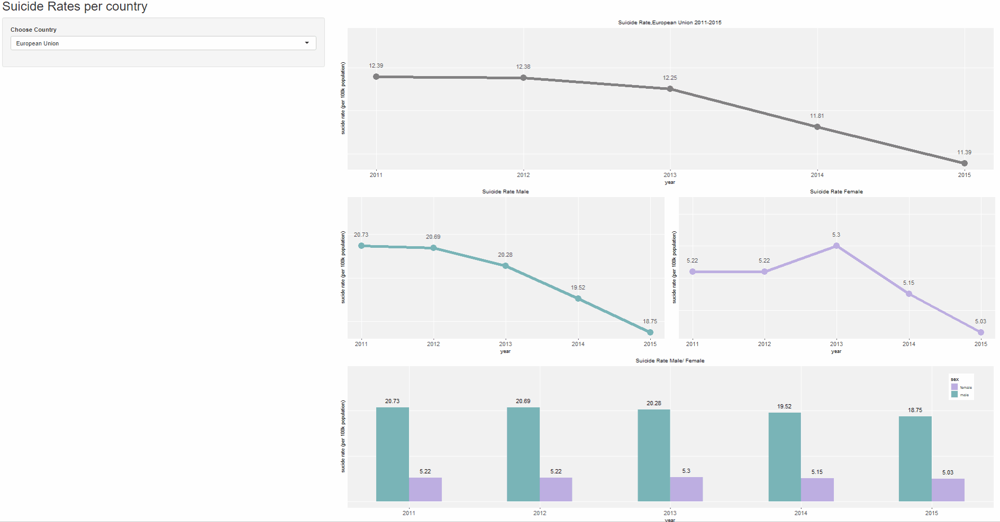 Suicide Rates per country
Choose Country
European Union
Suicide Rate,European Union 2011-2015
sucide rate (per 100k population)
12.39
12.38
12.25
11.81
11.39
2011
2012
2013
2014
2015
year
Suicide Rate Male
sucide rate (per 100k population)
20.73
20.69
20.28
19.52
18.75
2011
2012
2013
2014
2015
year
Suicide Rate Female
sucide rate (per 100k population)
5.22
5.22
5.3
5.15
5.03
2011
2012
2013
2014
2015
year
Suicide Rate Male/ Female
sucide rate (per 100k population)
sex
female
male
20.73
5.22
20.69
5.22
20.28
5.3
19.52
5.15
18.75
5.03
2011
2012
2013
2014
2015
year